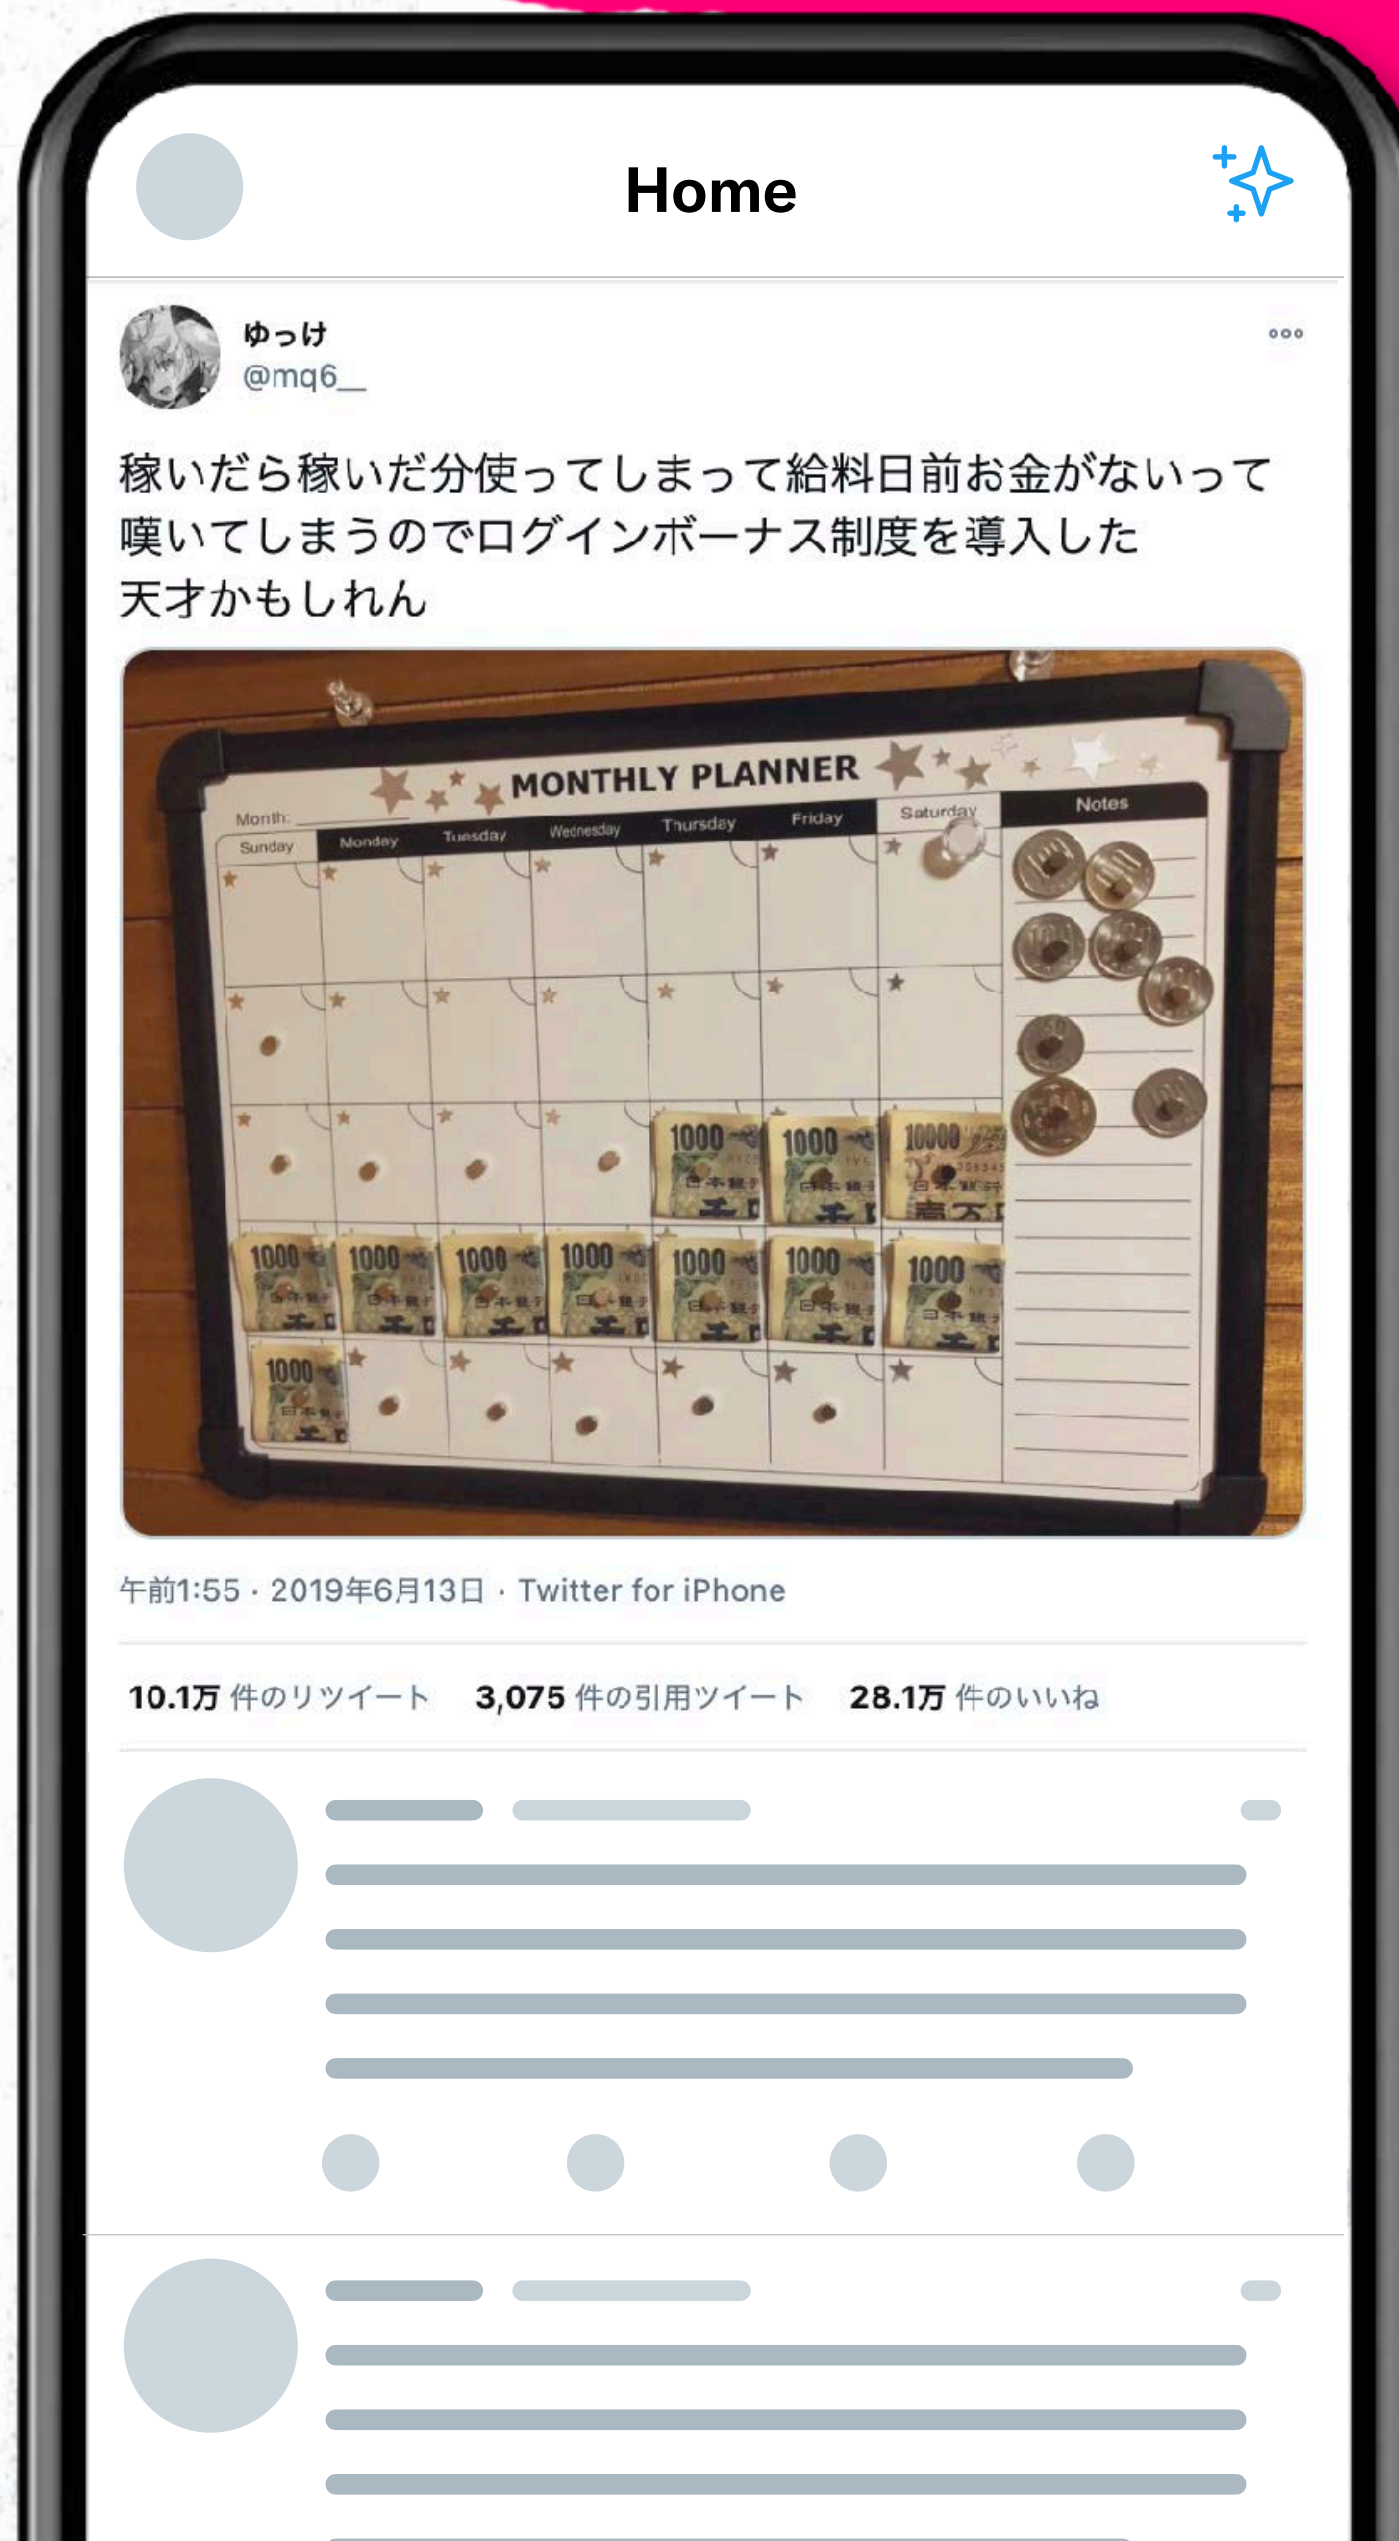 Home
ゆっけ
@mq6__
稼いだら稼いだ分使ってしまって給料日前お金がないって
嘆いてしまうのでログインボーナス制度を導入した
天才かもしれん
MONTHLY PLANNER
Month:
Sunday Monday Tuesday Wednesday Thursday Friday Saturday Notes
1000 1000 10000
日本銀行
壱万
1000 1000 1000 1000 1000 1000 1000
1000
午前1:55 · 2019年6月13日 · Twitter for iPhone
10.1万 件のリツイート 3,075 件の引用ツイート 28.1万 件のいいね